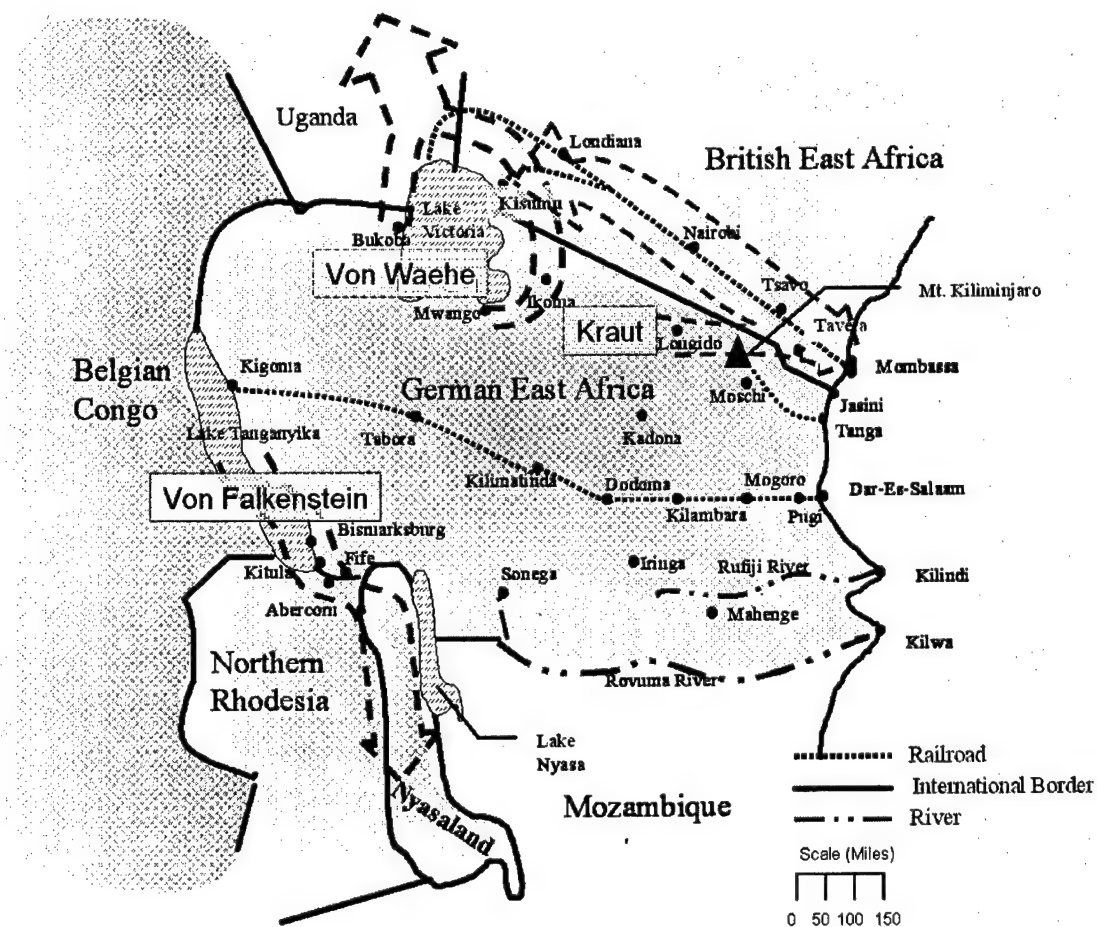 Uganda
Londiana
British East Africa
Kisumu
Lake
Victoria
Bukoba
Nairobi
Von Waehe
Tsavo
Mt. Kiliminjaro
Ikoma
Mwango
Kraut
Taveta
Longido
Belgian
Congo
Kigoma
Mombassa
German East Africa
Moschi
Jasini
Lake Tanganyika
Tabora
Kadona
Tanga
Kilimatinda
Von Falkenstein
Dodoma
Mogoro
Dar-Es-Salaam
Kilambara
Pugi
Bismarksburg
Kitula
Fife
Sonega
Iringa
Rufiji River
Kilindi
Abercorn
Mahenge
Kilwa
Northern
Rhodesia
Rovuma River
Lake
Nyasa
Railroad
International Border
River
Nyasaland
Mozambique
Scale (Miles)
0 50 100 150